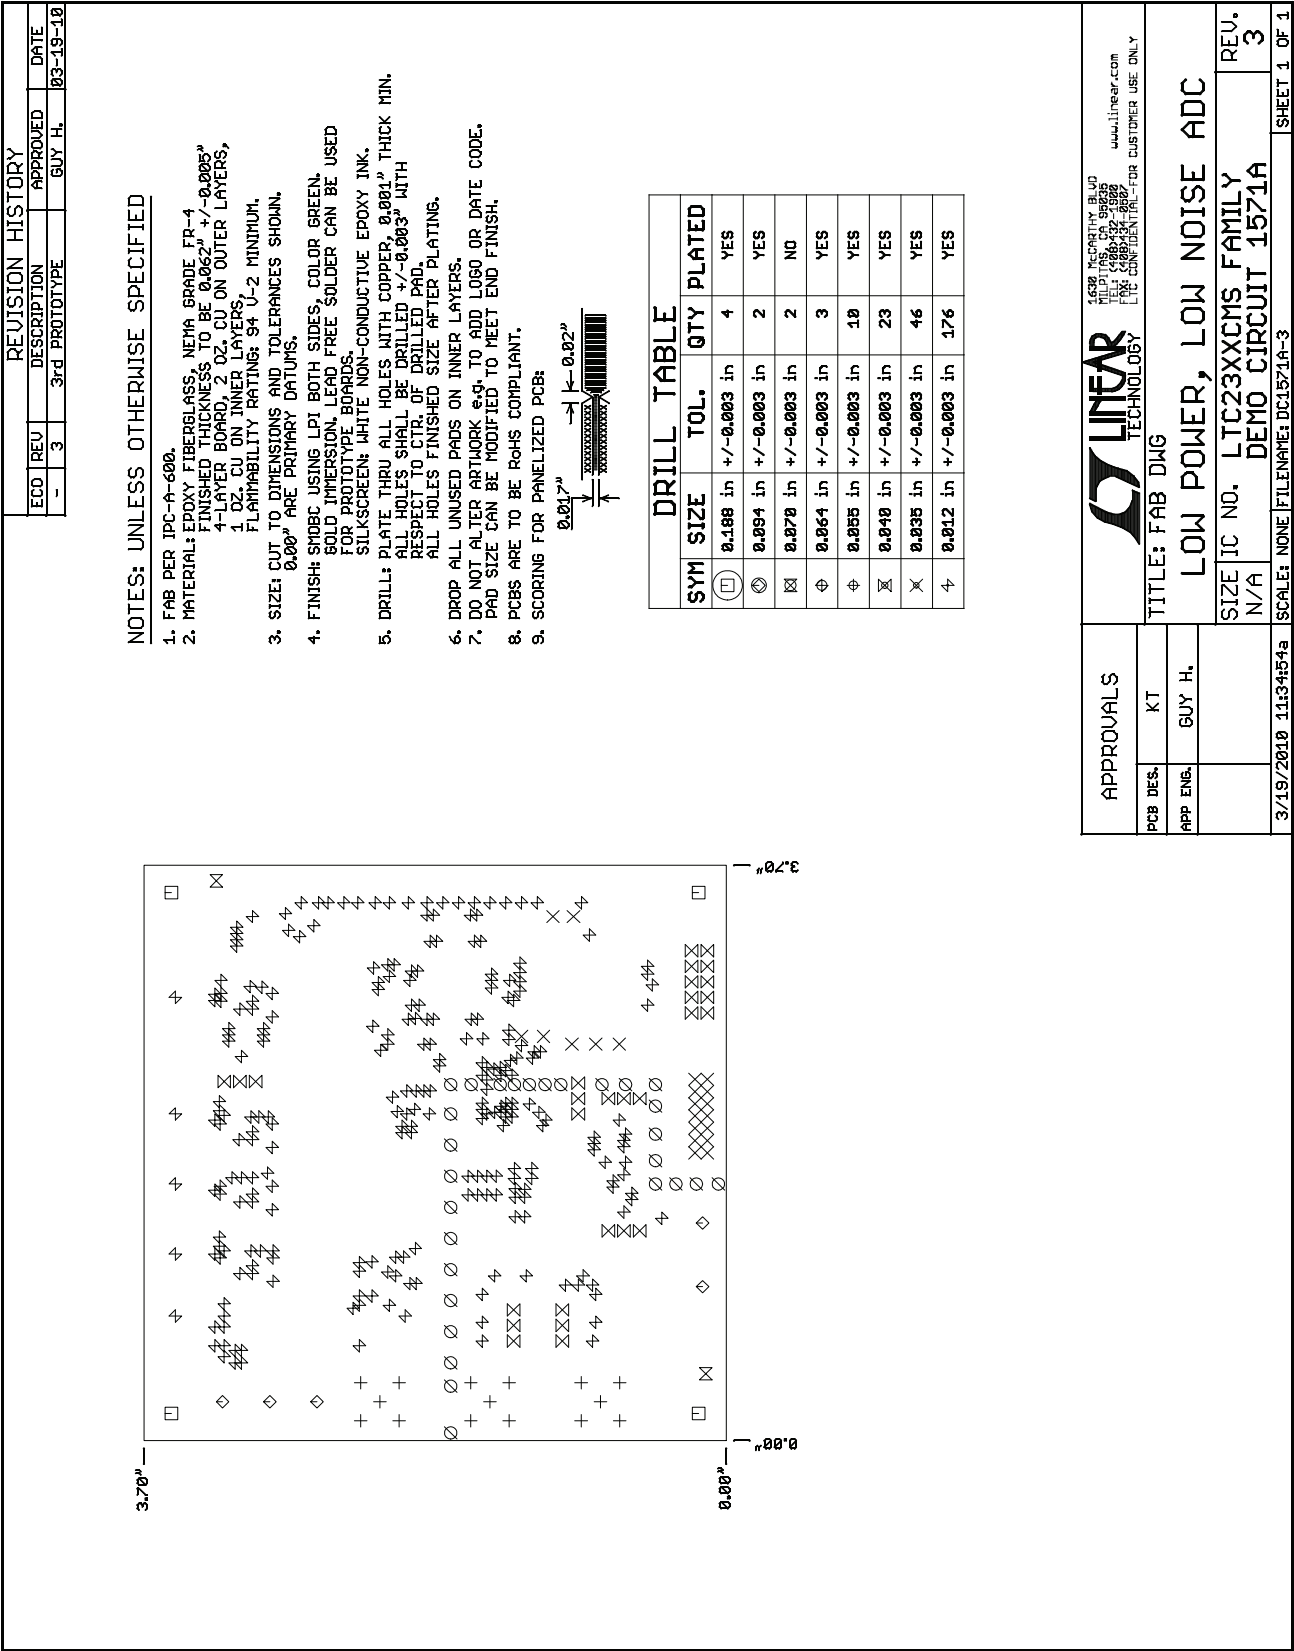 REVISION HISTORY
ECO REV DESCRIPTION APPROVED DATE
- 3 3rd PROTOTYPE GUY H. 03-19-10
NOTES: UNLESS OTHERWISE SPECIFIED
1. FAB PER IPC-A-600.
2. MATERIAL: EPOXY FIBERGLASS, NEMA GRADE FR-4
FINISHED THICKNESS TO BE 0.062" +/-0.005"
4-LAYER BOARD, 2 OZ. CU ON OUTER LAYERS,
1 OZ. CU ON INNER LAYERS,
FLAMMABILITY RATING: 94 V-2 MINIMUM.
3. SIZE: CUT TO DIMENSIONS AND TOLERANCES SHOWN.
0.00" ARE PRIMARY DATUMS.
4. FINISH: SMOBC USING LPI BOTH SIDES, COLOR GREEN.
GOLD IMMERSION. LEAD FREE SOLDER CAN BE USED
FOR PROTOTYPE BOARDS.
SILKSCREEN: WHITE NON-CONDUCTIVE EPOXY INK.
5. DRILL: PLATE THRU ALL HOLES WITH COPPER, 0.001" THICK MIN.
ALL HOLES SHALL BE DRILLED +/-0.003" WITH
RESPECT TO CTR. OF DRILLED PAD.
ALL HOLES FINISHED SIZE AFTER PLATING.
6. DROP ALL UNUSED PADS ON INNER LAYERS.
7. DO NOT ALTER ARTWORK e.g. TO ADD LOGO OR DATE CODE.
PAD SIZE CAN BE MODIFIED TO MEET END FINISH.
8. PCBS ARE TO BE RoHS COMPLIANT.
9. SCORING FOR PANELIZED PCB:
0.017" 0.02"
DRILL TABLE
SYM SIZE TOL. QTY PLATED
0.188 in +/-0.003 in 4 YES
0.094 in +/-0.003 in 2 YES
0.070 in +/-0.003 in 2 NO
0.064 in +/-0.003 in 3 YES
0.055 in +/-0.003 in 10 YES
0.040 in +/-0.003 in 23 YES
0.035 in +/-0.003 in 46 YES
0.012 in +/-0.003 in 176 YES
3.70"
0.00"
0.00"
3.70"
APPROVALS
PCB DES. KT
APP ENG. GUY H.
LINEAR
TECHNOLOGY
1630 McCARTHY BLVD
MILPITAS, CA 95035
TEL: (408)432-1900 www.linear.com
FAX: (408)434-0507
LTC CONFIDENTIAL-FOR CUSTOMER USE ONLY
TITLE: FAB DWG
LOW POWER, LOW NOISE ADC
SIZE IC NO. LTC23XXCMS FAMILY REV.
N/A DEMO CIRCUIT 1571A 3
3/19/2010 11:34:54a SCALE: NONE FILENAME: DC1571A-3 SHEET 1 OF 1